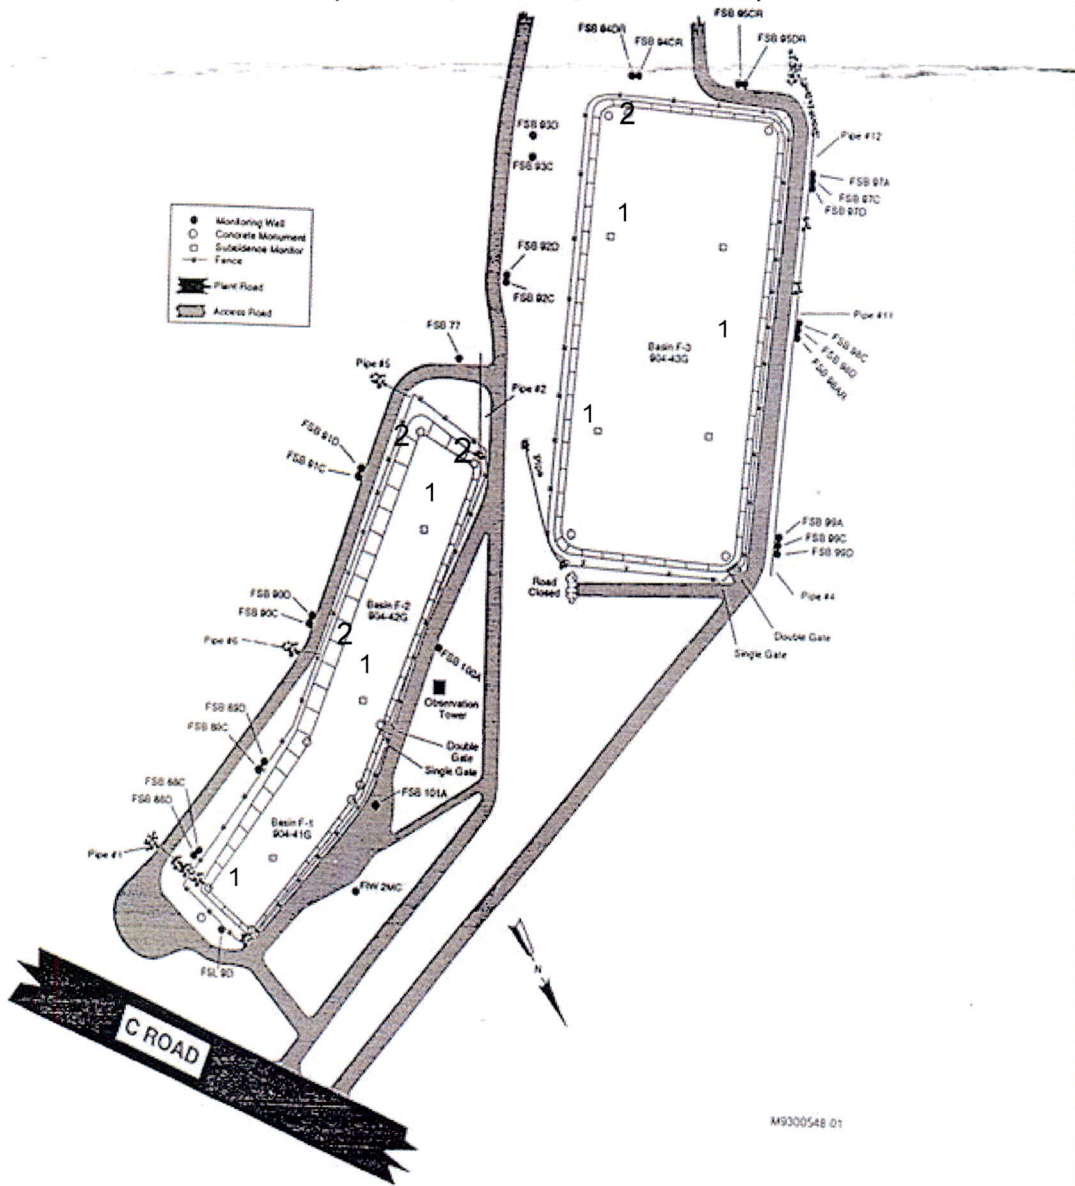 FSB 95CR
FSB 94DR
FSB 94CR
FSB 95DR
2
FSB 93D
Pipe #12
FSB 93C
FSB 97A
FSB 97C
FSB 97D
1
Monitoring Well
Concrete Monument
Subsidence Monitor
Fence
Plant Road
Access Road
FSB 92D
FSB 92C
Pipe #11
FSB 77
1
Basin F-3
904-43G
FSB 98C
FSB 98D
FSB 98AR
Pipe #5
Pipe #2
1
FSB 91D
2
2
FSB 91C
Pipe
1
FSB 99A
FSB 99C
FSB 99D
Road
Closed
FSB 90D
FSB 90C
Basin F-2
904-42G
Pipe #4
2
Double Gate
Single Gate
Pipe #6
FSB 100A
1
Observation
Tower
FSB 89D
FSB 89C
Double
Gate
Single Gate
FSB 88C
FSB 88D
FSB 101A
Basin F-1
904-41G
Pipe #1
1
FIW 2MC
FSL 9D
N
C ROAD
M9300548 01